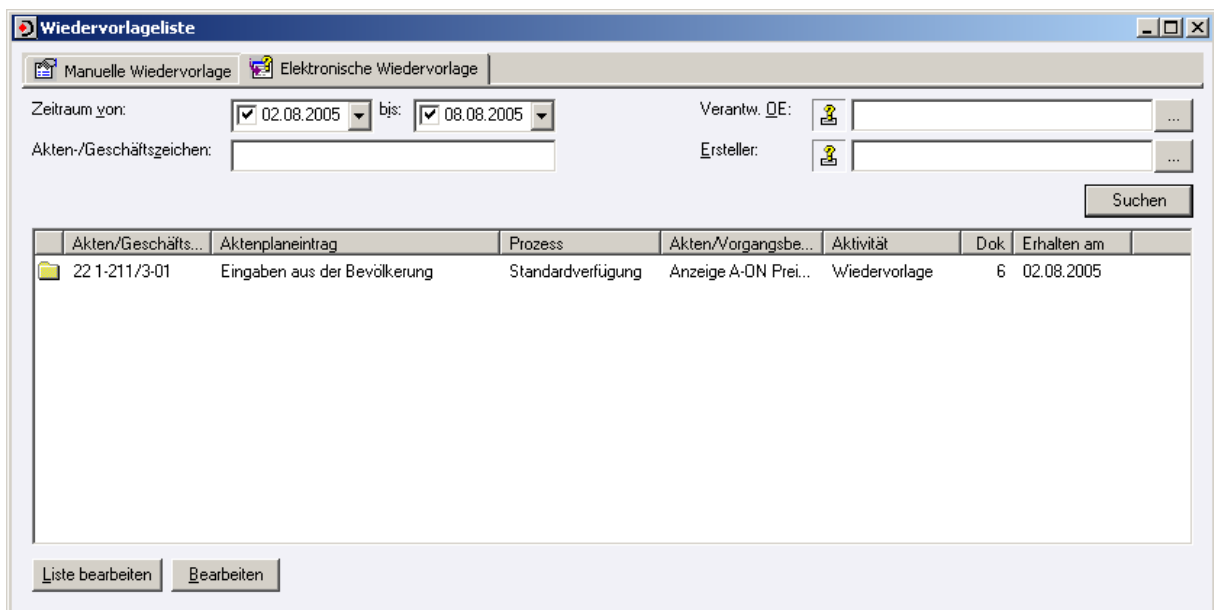 Wiedervorlageliste
Manuelle Wiedervorlage Elektronische Wiedervorlage
Zeitraum von: 02.08.2005 bis: 08.08.2005 Verantw. OE: ...
Akten-/Geschäftszeichen: Ersteller: ...
Suchen
Akten/Geschäfts... Aktenplaneintrag Prozess Akten/Vorgangsbe... Aktivität Dok Erhalten am
22 1-211/3-01 Eingaben aus der Bevölkerung Standardverfügung Anzeige A-ON Prei... Wiedervorlage 6 02.08.2005
Liste bearbeiten Bearbeiten